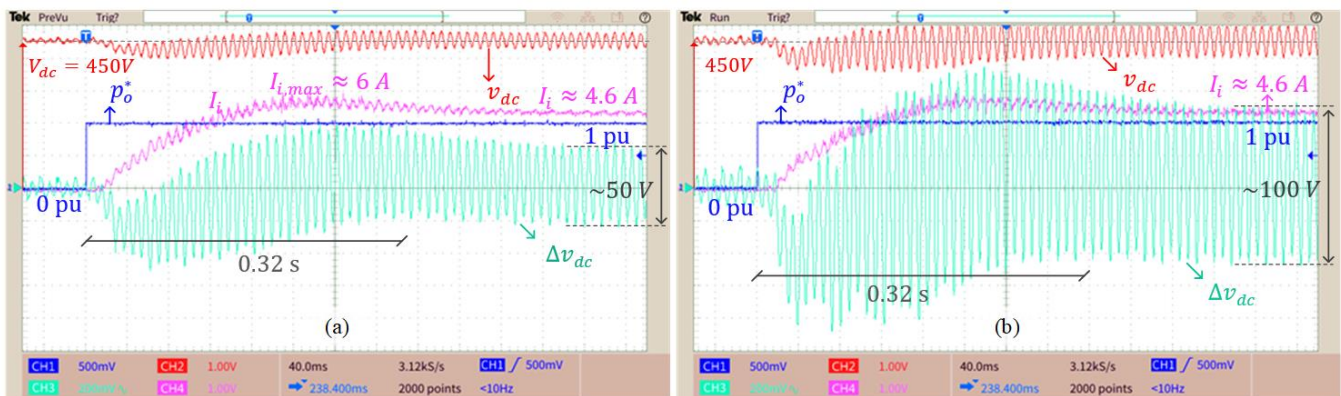 Tek PreVu Trig?
V_dc = 450V
p_o^*
I_i
I_i,max ≈ 6 A
v_dc
I_i ≈ 4.6 A
1 pu
0 pu
~50 V
0.32 s
Δv_dc
(a)
CH1 500mV CH2 1.00V 40.0ms 3.12kS/s CH1 500mV
CH3 200mV CH4 1.00V 238.400ms 2000 points <10Hz
Tek Run Trig?
450V
p_o^*
v_dc
I_i ≈ 4.6 A
1 pu
0 pu
~100 V
0.32 s
Δv_dc
(b)
CH1 500mV CH2 1.00V 40.0ms 3.12kS/s CH1 500mV
CH3 CH4 1.00V 238.400ms 2000 points <10Hz